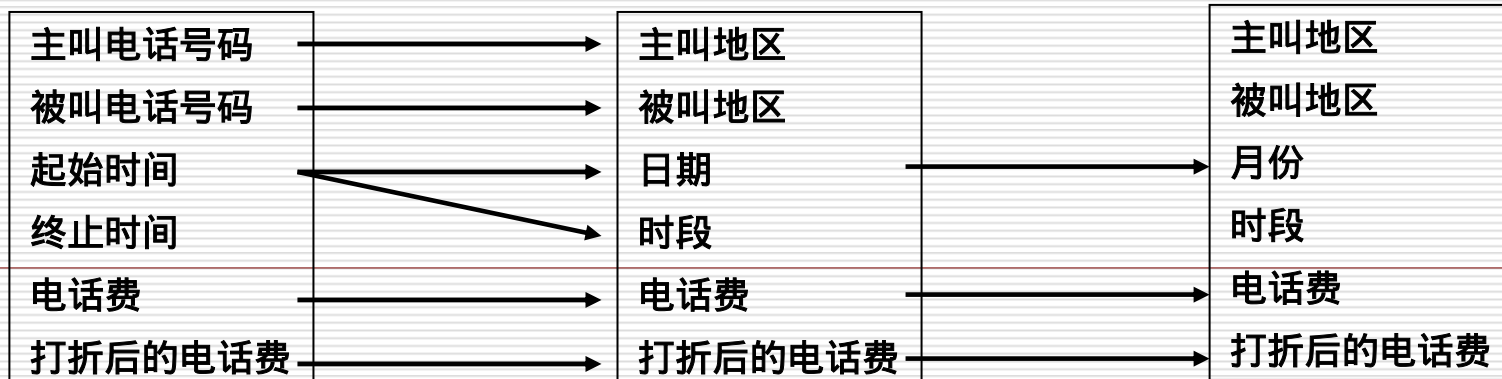 主叫电话号码
被叫电话号码
起始时间
终止时间
电话费
打折后的电话费
主叫地区
被叫地区
日期
时段
电话费
打折后的电话费
主叫地区
被叫地区
月份
时段
电话费
打折后的电话费